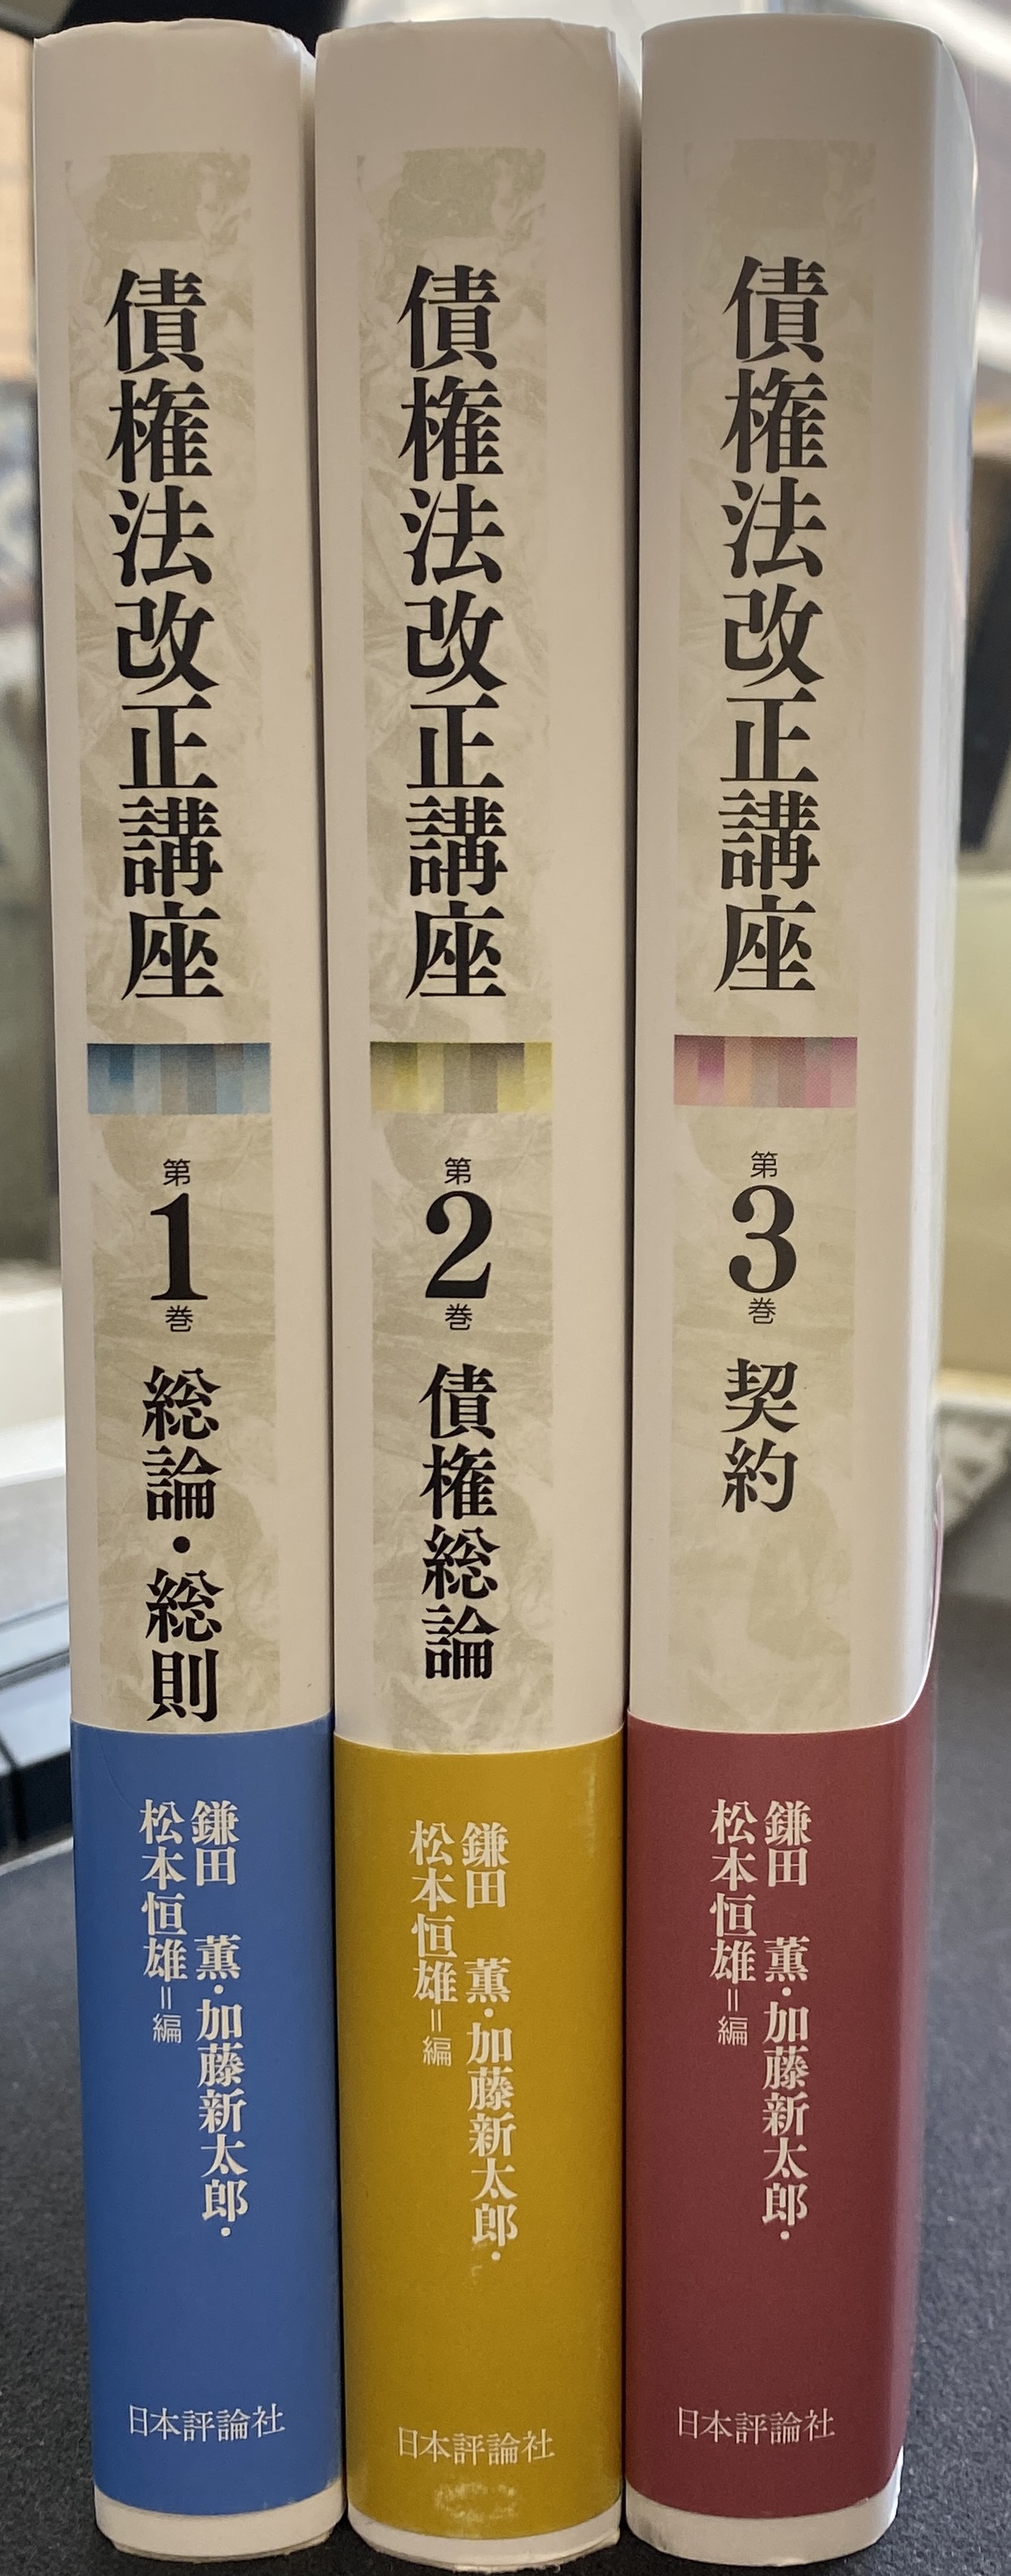 債権法改正講座
第
1
巻
総論・総則
鎌田 薫・加藤新太郎・
松本恒雄=編
日本評論社
債権法改正講座
第
2
巻
債権総論
鎌田 薫・加藤新太郎・
松本恒雄=編
日本評論社
債権法改正講座
第
3
巻
契約
鎌田 薫・加藤新太郎・
松本恒雄=編
日本評論社